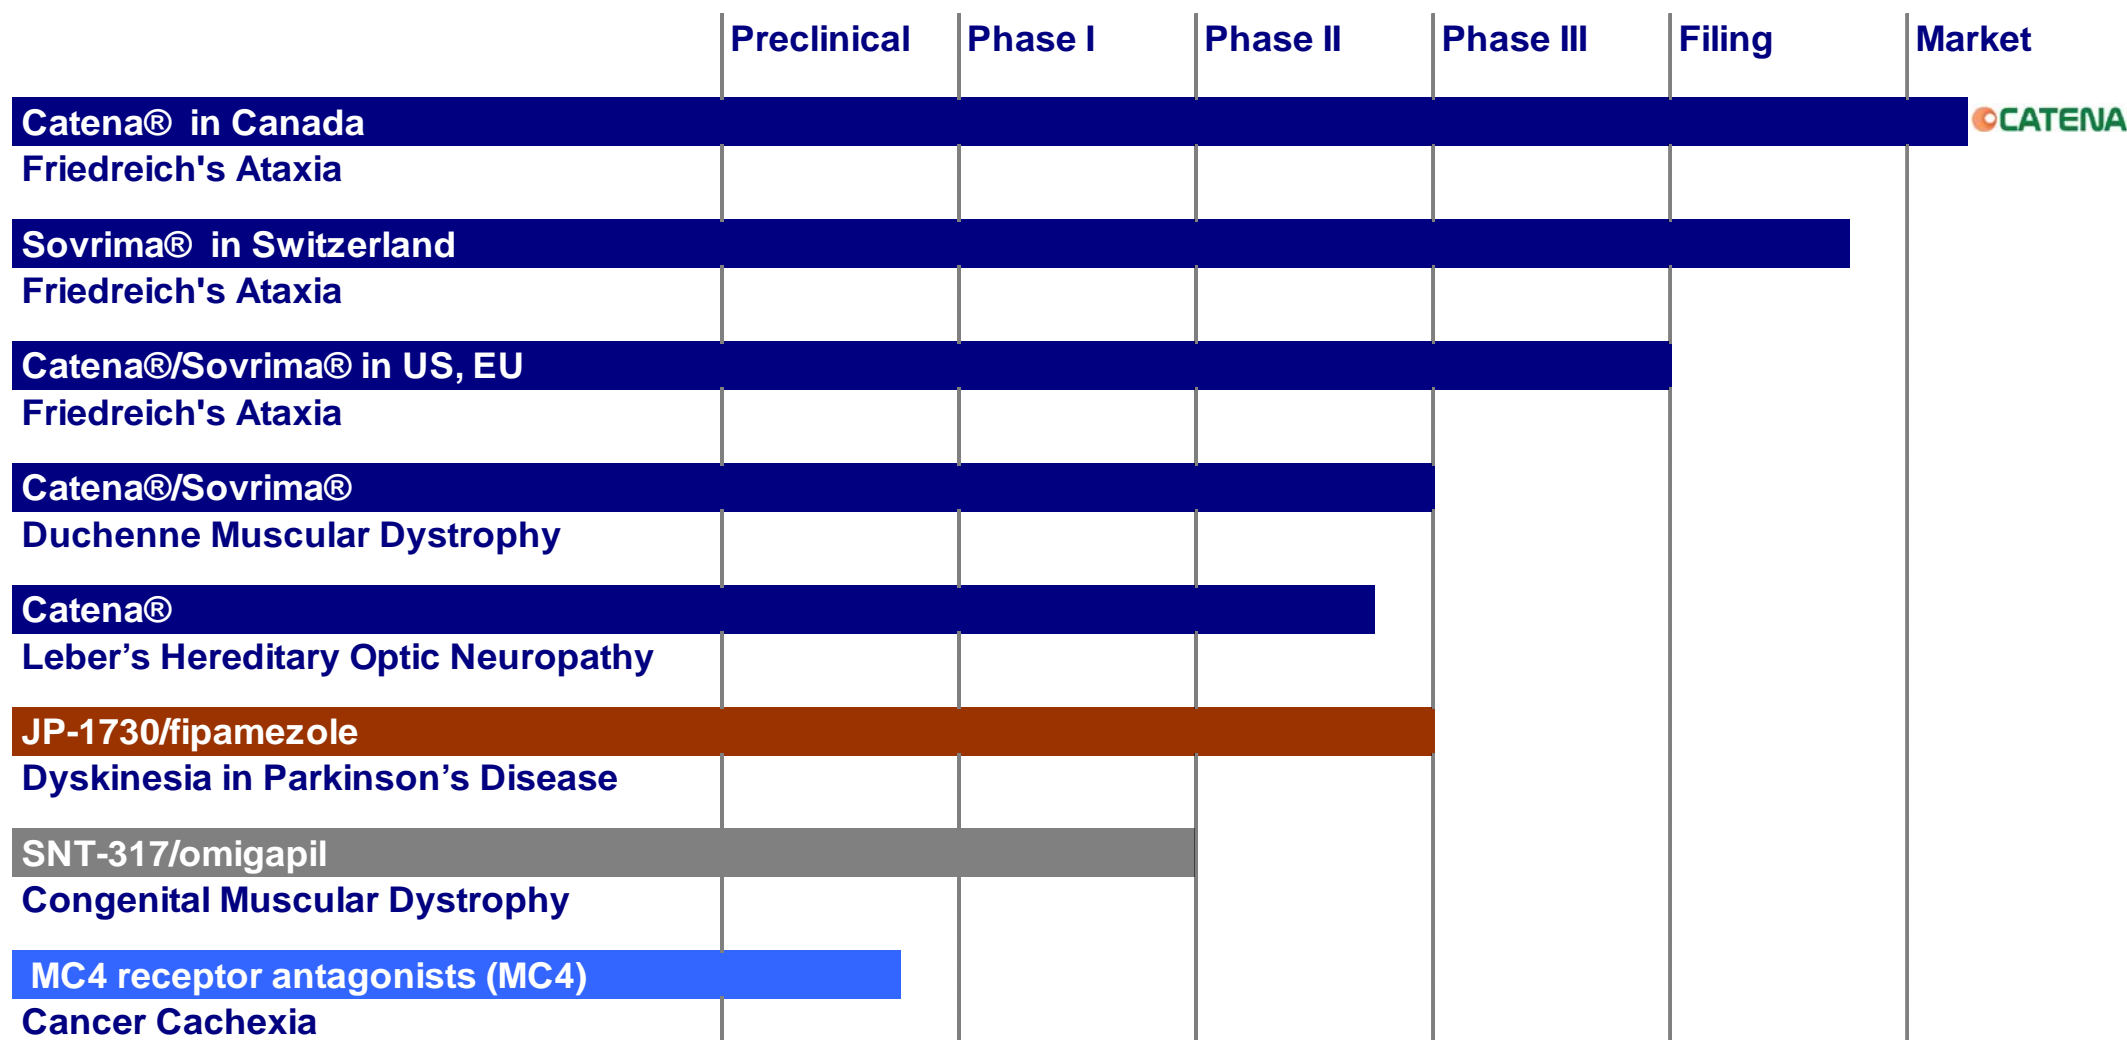 Preclinical Phase I Phase II Phase III Filing Market
Catena® in Canada CATENA
Friedreich's Ataxia
Sovrima® in Switzerland
Friedreich's Ataxia
Catena®/Sovrima® in US, EU
Friedreich's Ataxia
Catena®/Sovrima®
Duchenne Muscular Dystrophy
Catena®
Leber’s Hereditary Optic Neuropathy
JP-1730/fipamezole
Dyskinesia in Parkinson’s Disease
SNT-317/omigapil
Congenital Muscular Dystrophy
MC4 receptor antagonists (MC4)
Cancer Cachexia